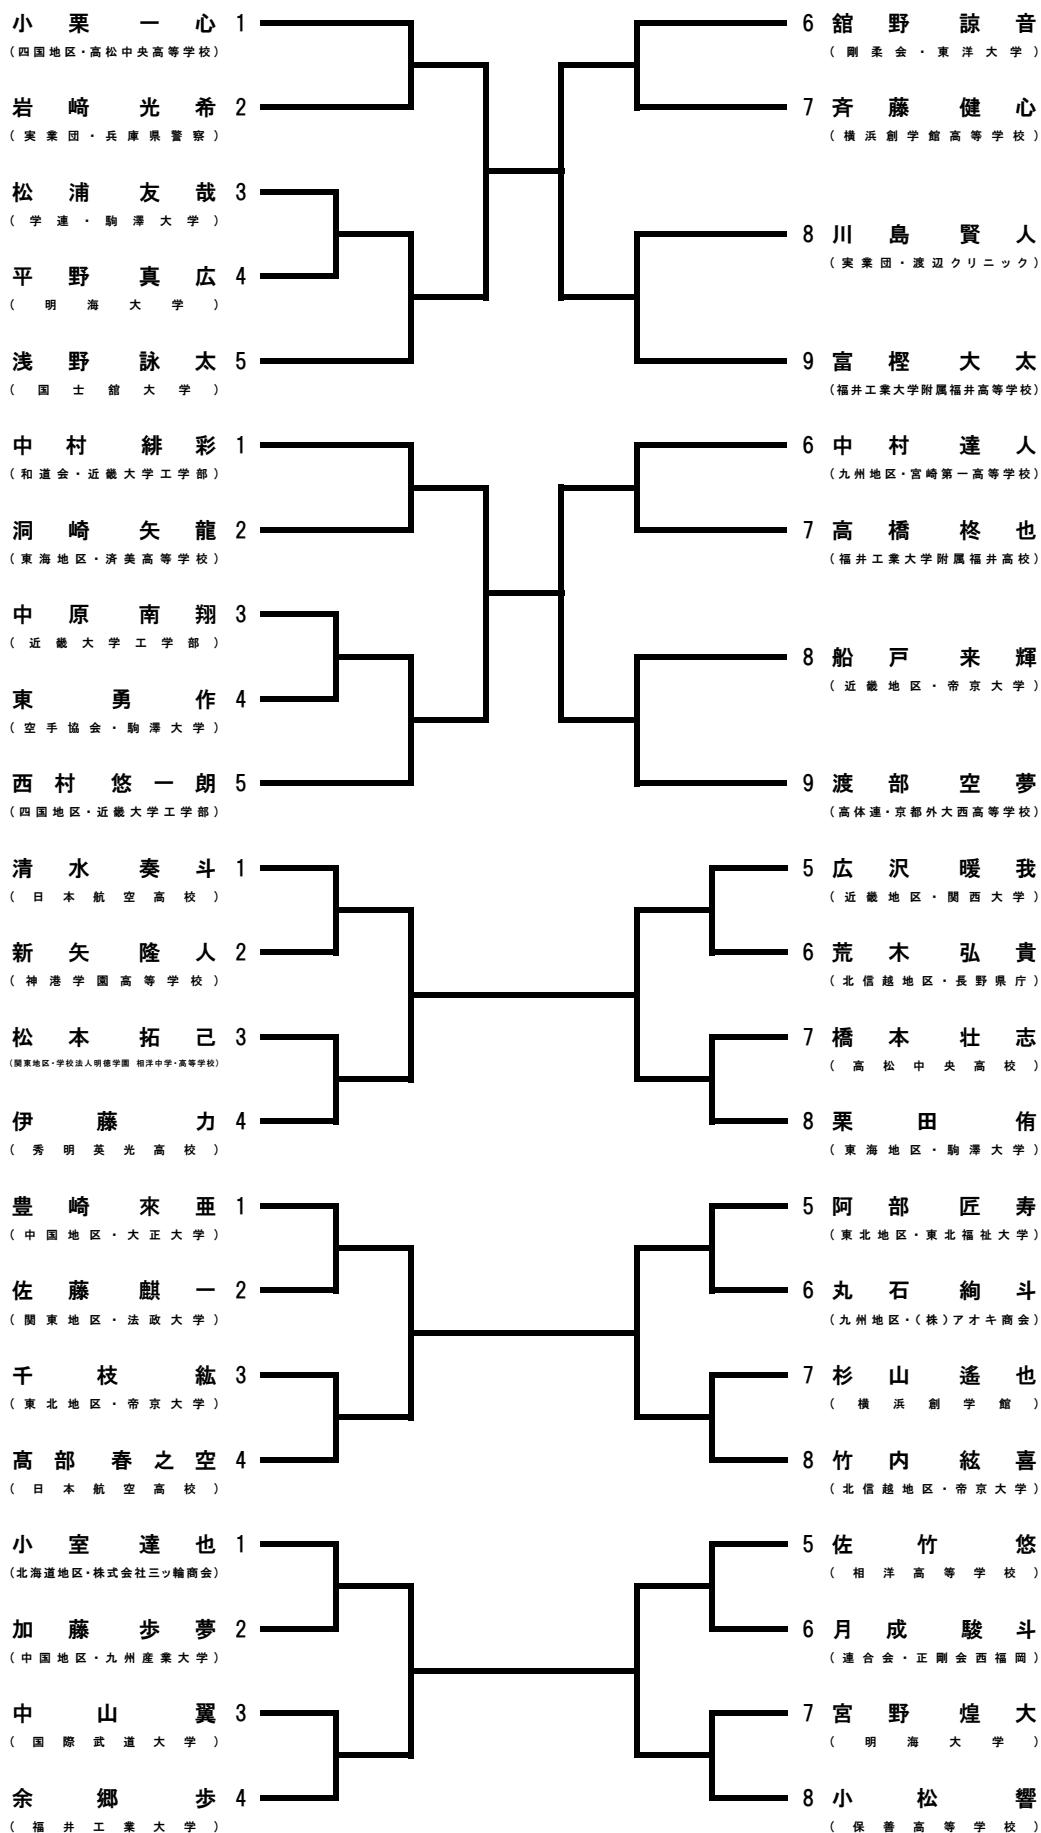 小栗一心 1
(四国地区・高松中央高等学校)
岩﨑光希 2
(実業団・兵庫県警察)
松浦友哉 3
(学連・駒澤大学)
平野真広 4
(明海大学)
浅野詠太 5
(国士舘大学)
6 舘野諒音
(剛柔会・東洋大学)
7 斉藤健心
(横浜創学館高等学校)
8 川島賢人
(実業団・渡辺クリニック)
9 富樫大太
(福井工業大学附属福井高等学校)
中村緋彩 1
(和道会・近畿大学工学部)
洞崎矢龍 2
(東海地区・済美高等学校)
中原南翔 3
(近畿大学工学部)
東勇作 4
(空手協会・駒澤大学)
西村悠一朗 5
(四国地区・近畿大学工学部)
6 中村達人
(九州地区・宮崎第一高等学校)
7 高橋柊也
(福井工業大学附属福井高校)
8 船戸来輝
(近畿地区・帝京大学)
9 渡部空夢
(高体連・京都外大西高等学校)
清水奏斗 1
(日本航空高校)
新矢隆人 2
(神港学園高等学校)
松本拓己 3
(関東地区・学校法人明徳学園 相洋中学・高等学校)
伊藤力 4
(秀明英光高校)
5 広沢暖我
(近畿地区・関西大学)
6 荒木弘貴
(北信越地区・長野県庁)
7 橋本壮志
(高松中央高校)
8 栗田侑
(東海地区・駒澤大学)
豊崎來亜 1
(中国地区・大正大学)
佐藤麒一 2
(関東地区・法政大学)
千枝紘 3
(東北地区・帝京大学)
髙部春之空 4
(日本航空高校)
5 阿部匠寿
(東北地区・東北福祉大学)
6 丸石絢斗
(九州地区・(株)アオキ商会)
7 杉山遙也
(横浜創学館)
8 竹内絃喜
(北信越地区・帝京大学)
小室達也 1
(北海道地区・株式会社三ッ輪商会)
加藤歩夢 2
(中国地区・九州産業大学)
中山翼 3
(国際武道大学)
余郷歩 4
(福井工業大学)
5 佐竹悠
(相洋高等学校)
6 月成駿斗
(連合会・正剛会西福岡)
7 宮野煌大
(明海大学)
8 小松響
(保善高等学校)